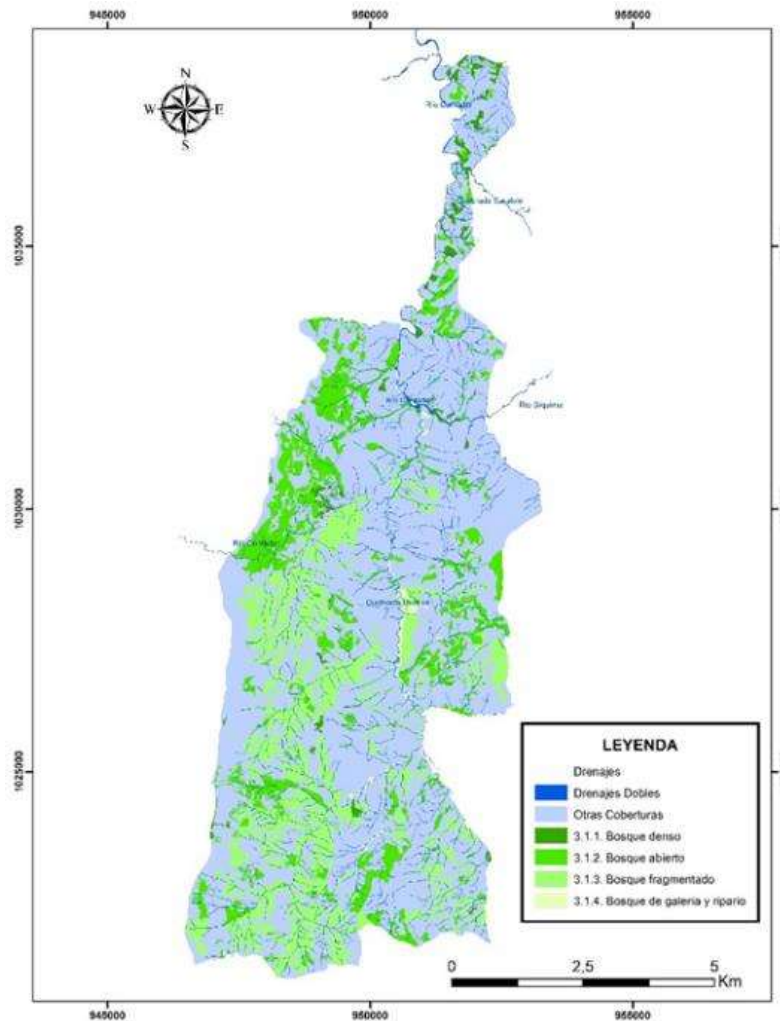 945000 950000 955000
N
W E
S
1035000
1030000
1025000
Río Siquima
LEYENDA
Drenajes
Drenajes Dobles
Otras Coberturas
3.1.1. Bosque denso
3.1.2. Bosque abierto
3.1.3. Bosque fragmentado
3.1.4. Bosque de galeria y ripario
0 2,5 5
Km
945000 950000 955000